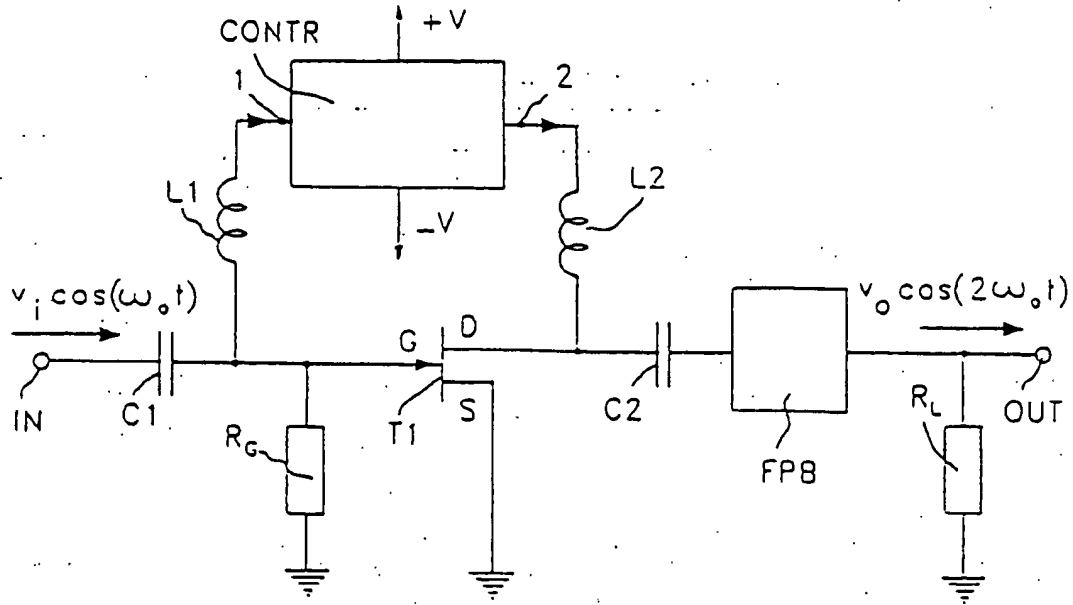 CONTR
+V
1
2
L1
L2
–V
v_i cos(ω_o t)
v_o cos(2ω_o t)
G
D
S
IN
C1
T1
C2
R_L
OUT
R_G
FPB